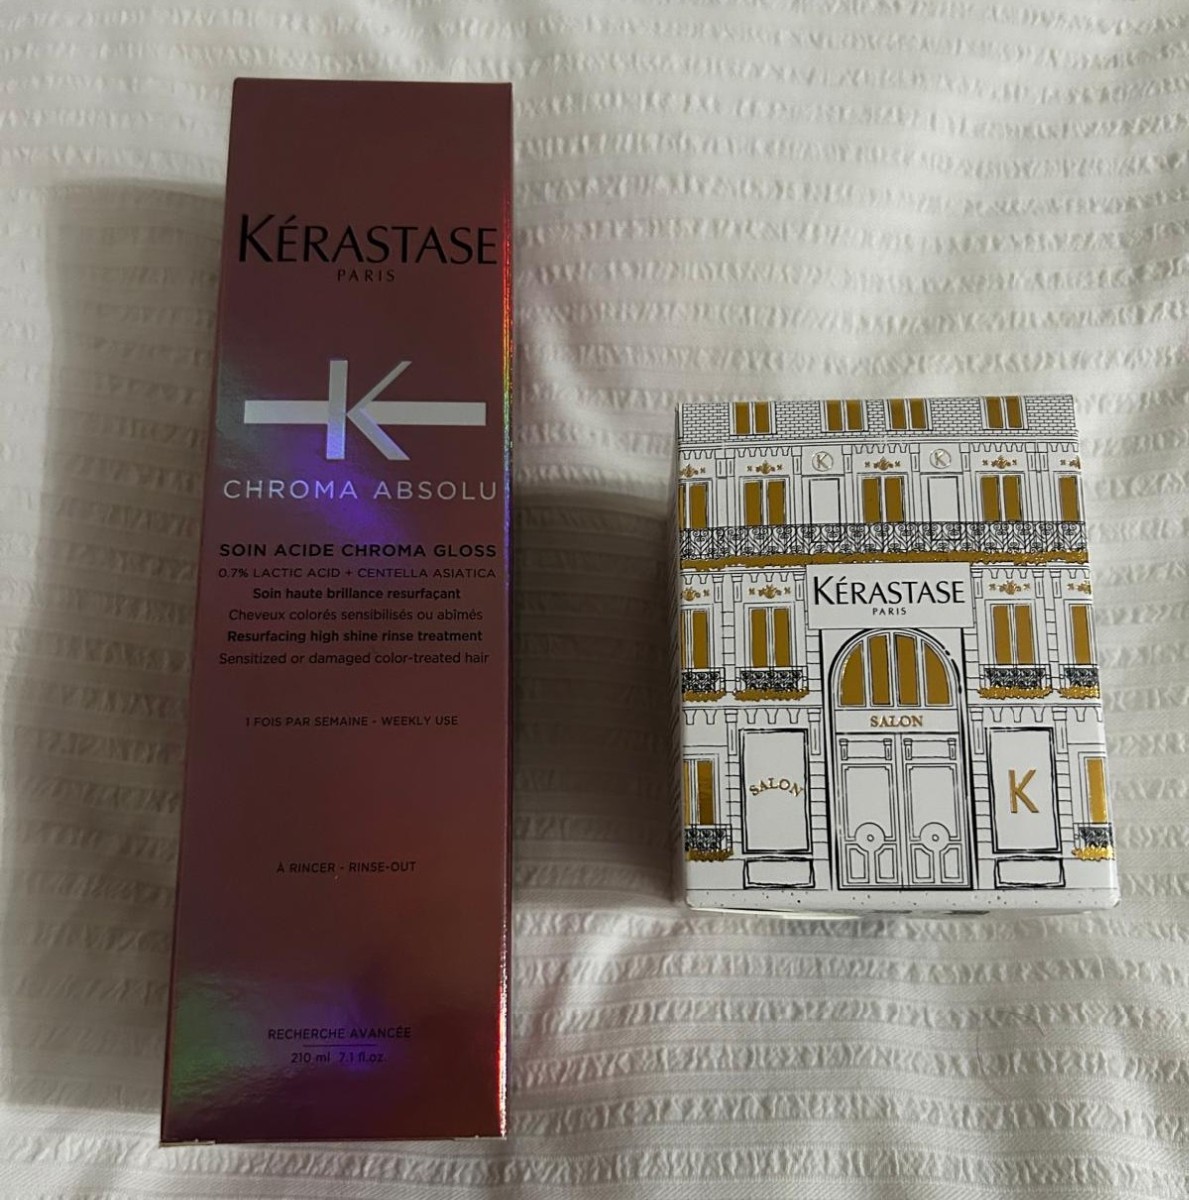 KÉRASTASE
PARIS
K
CHROMA ABSOLU
SOIN ACIDE CHROMA GLOSS
0.7% LACTIC ACID + CENTELLA ASIATICA
Soin haute brillance resurfaçant
Cheveux colorés sensibilisés ou abîmés
Resurfacing high shine rinse treatment
Sensitized or damaged color-treated hair
1 FOIS PAR SEMAINE - WEEKLY USE
À RINCER - RINSE-OUT
RECHERCHE AVANCÉE
210 ml 7.1 fl.oz.
K K
KÉRASTASE
PARIS
SALON
SALON
K